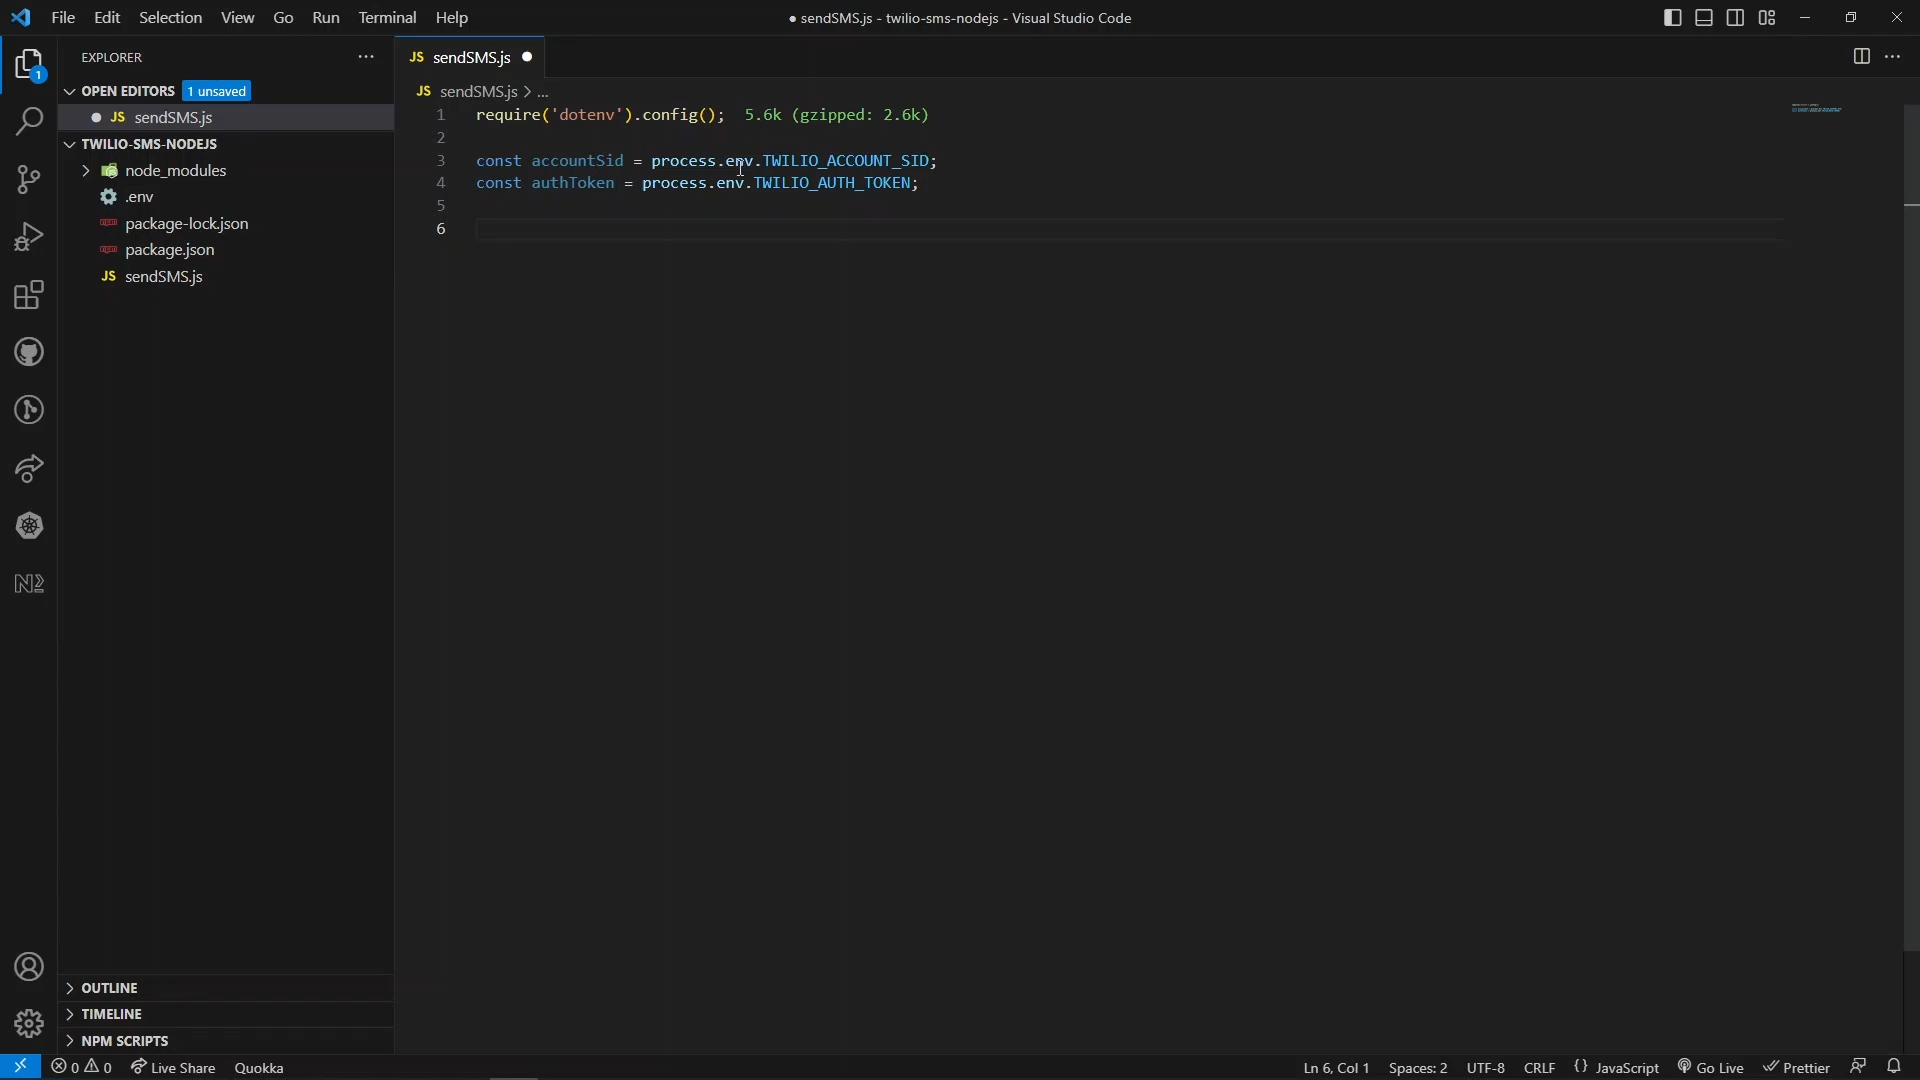 File Edit Selection View Go Run Terminal Help
● sendSMS.js - twilio-sms-nodejs - Visual Studio Code
1
EXPLORER
OPEN EDITORS 1 unsaved
JS sendSMS.js
TWILIO-SMS-NODEJS
node_modules
.env
package-lock.json
package.json
JS sendSMS.js
OUTLINE
TIMELINE
NPM SCRIPTS
JS sendSMS.js
JS sendSMS.js > ...
1 require('dotenv').config(); 5.6k (gzipped: 2.6k)
2
3 const accountSid = process.env.TWILIO_ACCOUNT_SID;
4 const authToken = process.env.TWILIO_AUTH_TOKEN;
5
6
0 0 Live Share Quokka
Ln 6, Col 1 Spaces: 2 UTF-8 CRLF {} JavaScript Go Live Prettier